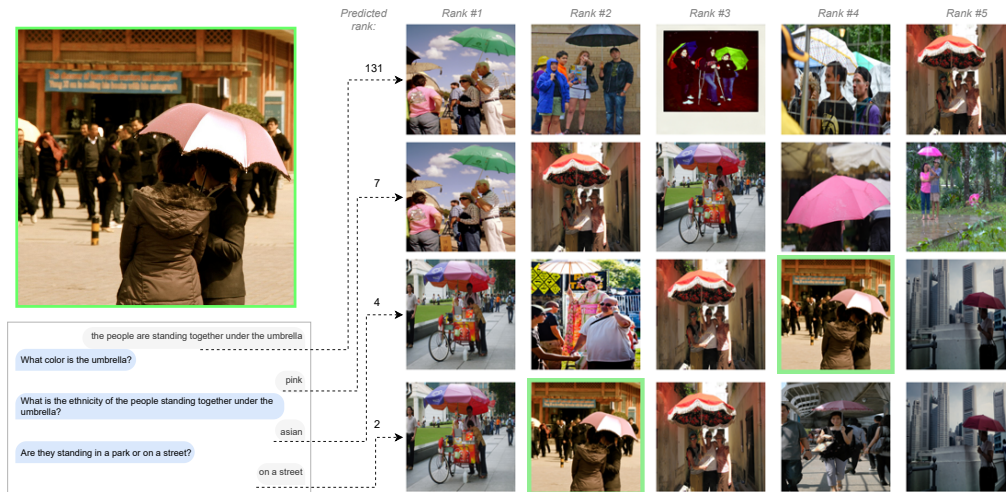 Predicted rank:
Rank #1
Rank #2
Rank #3
Rank #4
Rank #5
131
7
4
2
the people are standing together under the umbrella
What color is the umbrella?
pink
What is the ethnicity of the people standing together under the
umbrella?
asian
Are they standing in a park or on a street?
on a street